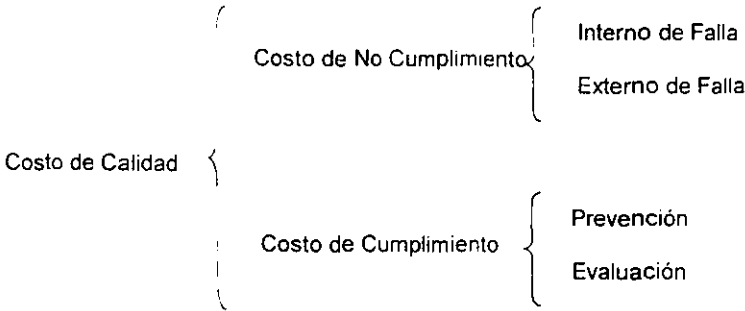 Costo de No Cumplimiento
Interno de Falla
Externo de Falla
Costo de Calidad
Costo de Cumplimiento
Prevención
Evaluación